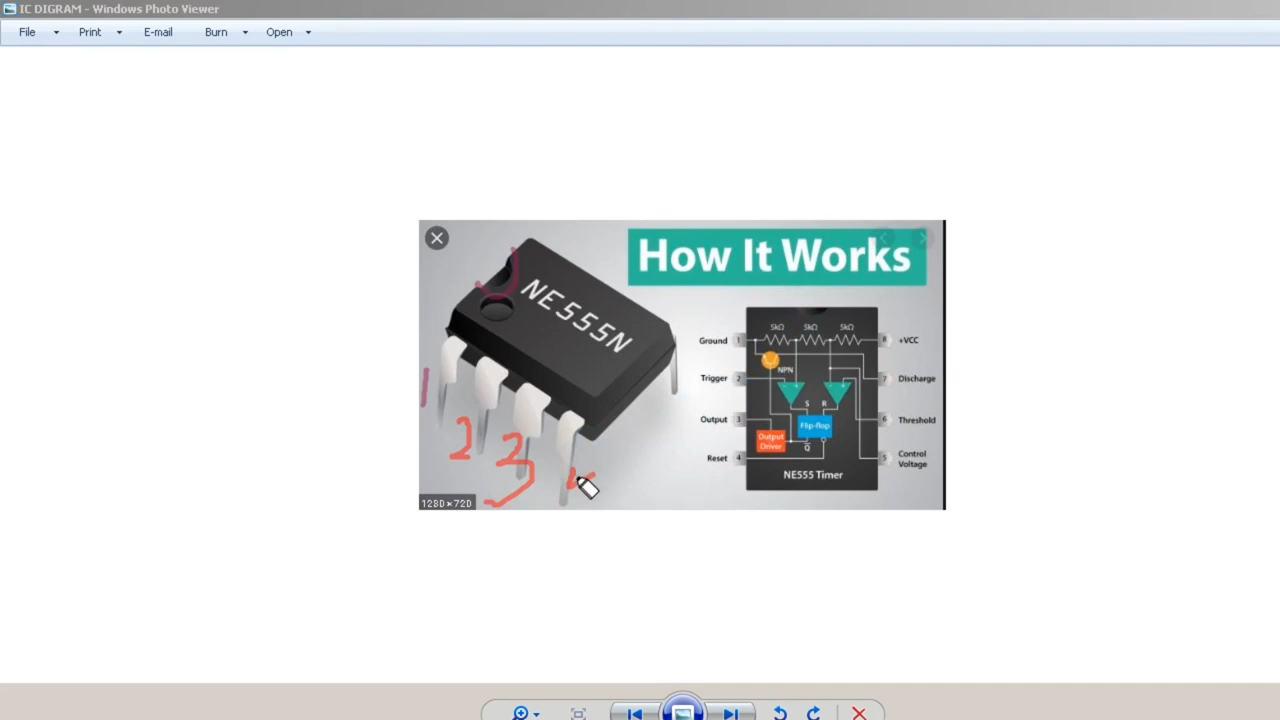 IC DIGRAM - Windows Photo Viewer
File Print E-mail Burn Open
How It Works
NE555N
1
2
3
5kΩ 5kΩ 5kΩ
Ground 1 8 +VCC
NPN
Trigger 2 7 Discharge
S R
Output 3 6 Threshold
Flip-flop
Output
Driver
Q̅ Q
Reset 4 5 Control
Voltage
NE555 Timer
1280×720